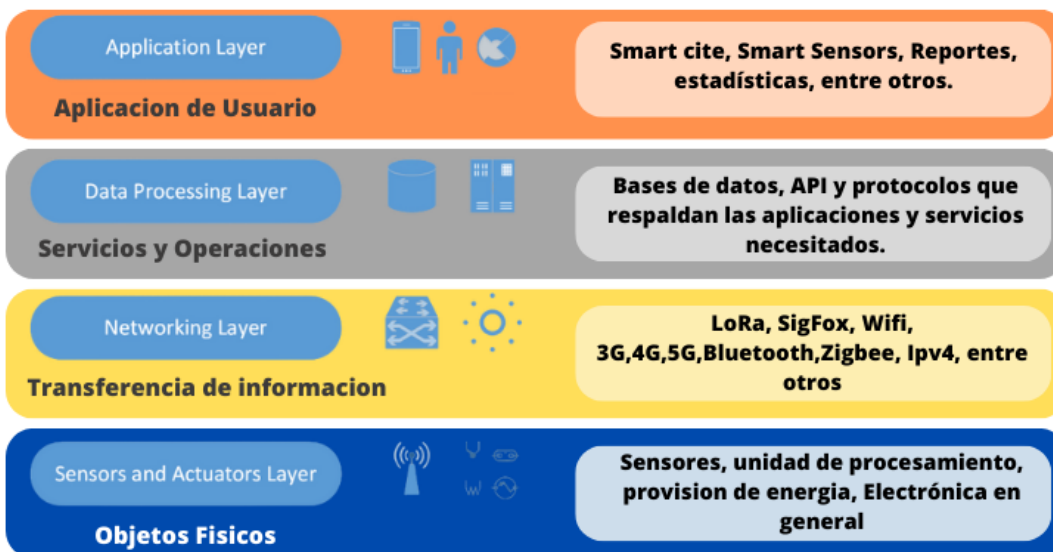 Application Layer
Aplicacion de Usuario
Smart cite, Smart Sensors, Reportes,
estadísticas, entre otros.
Data Processing Layer
Servicios y Operaciones
Bases de datos, API y protocolos que
respaldan las aplicaciones y servicios
necesitados.
Networking Layer
Transferencia de informacion
LoRa, SigFox, Wifi,
3G,4G,5G,Bluetooth,Zigbee, Ipv4, entre
otros
Sensors and Actuators Layer
Objetos Fisicos
Sensores, unidad de procesamiento,
provision de energia, Electrónica en
general